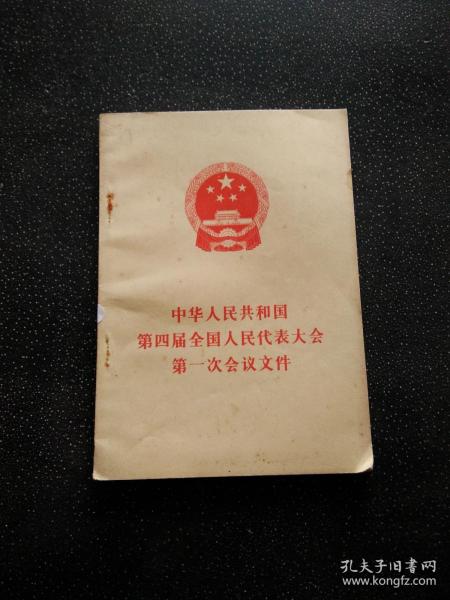 中华人民共和国
第四届全国人民代表大会
第一次会议文件
孔夫子旧书网
www.kongfz.com